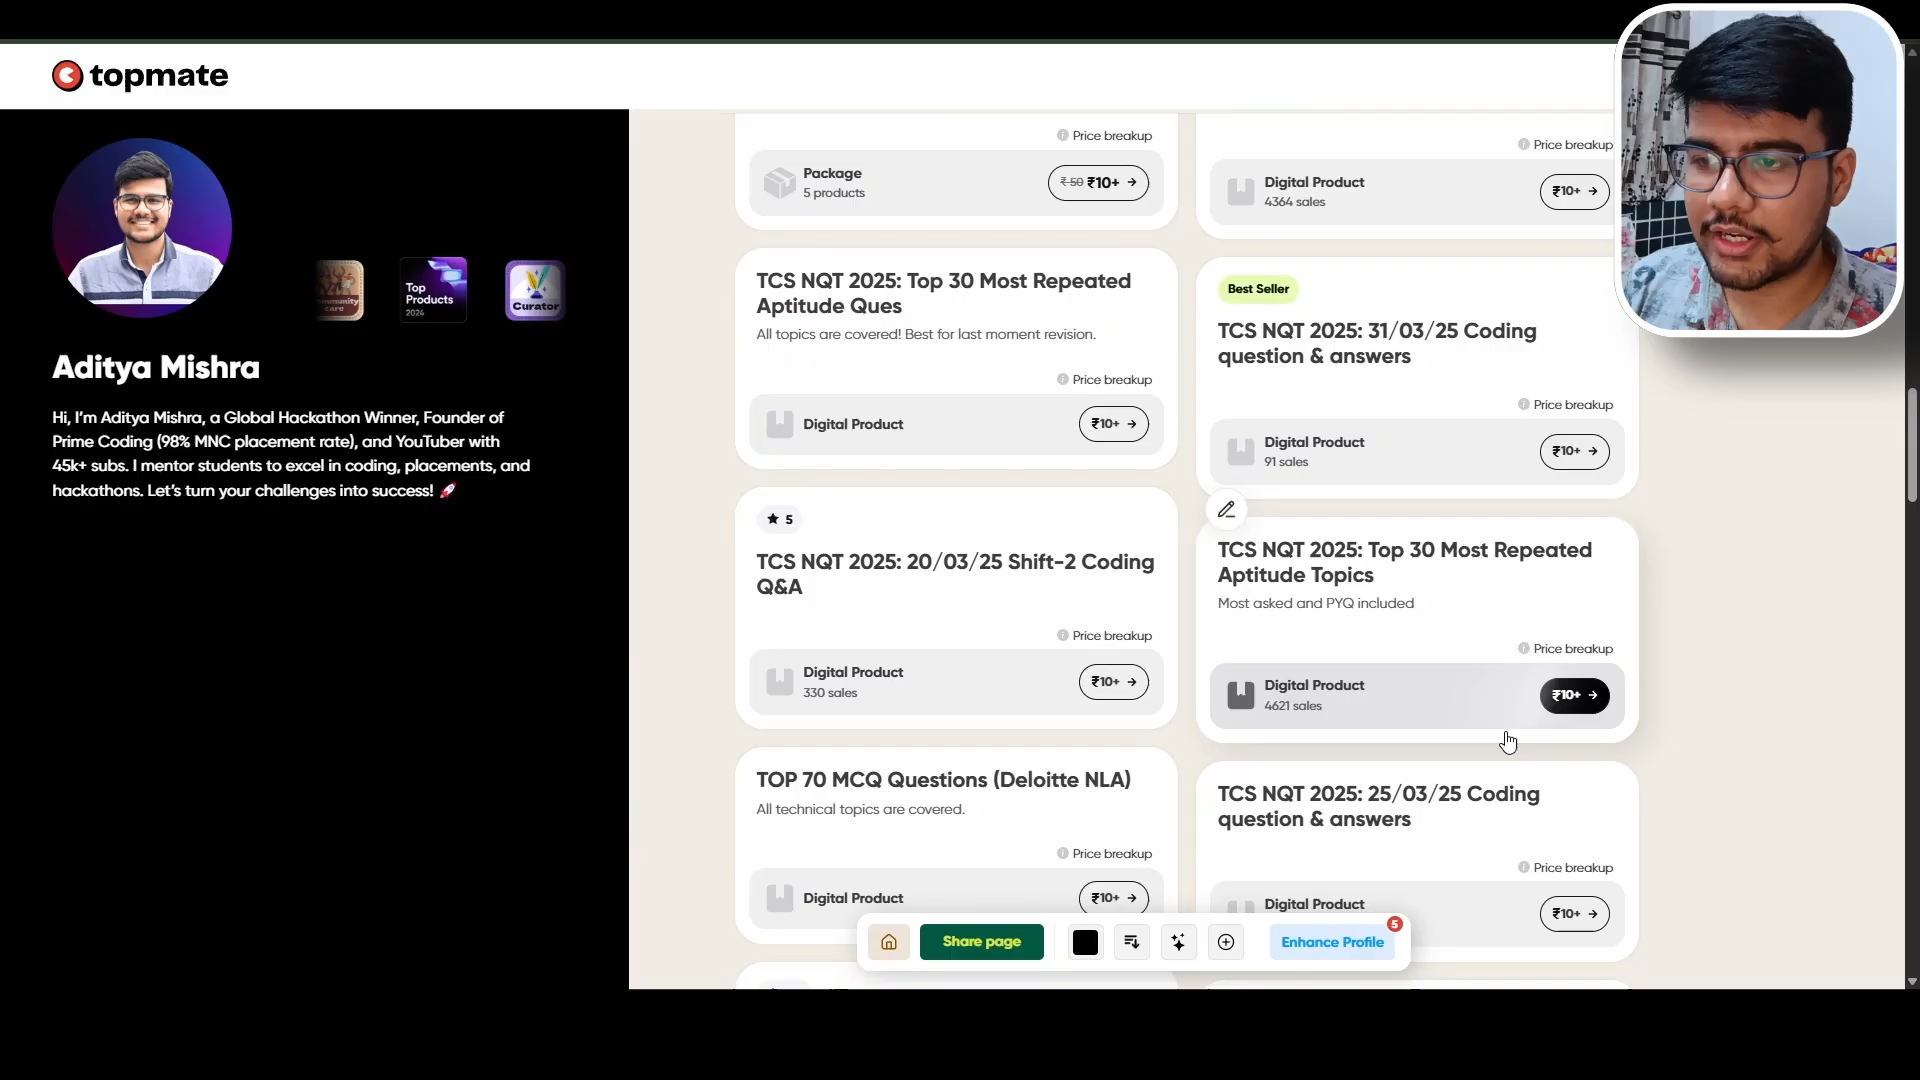 topmate
Community
care
Top
Products
2024
Curator
Aditya Mishra
Hi, I'm Aditya Mishra, a Global Hackathon Winner, Founder of
Prime Coding (98% MNC placement rate), and YouTuber with
45k+ subs. I mentor students to excel in coding, placements, and
hackathons. Let's turn your challenges into success! 🚀
Price breakup
Package
5 products
₹ 50 ₹10+ →
TCS NQT 2025: Top 30 Most Repeated
Aptitude Ques
All topics are covered! Best for last moment revision.
Price breakup
Digital Product
₹10+ →
★ 5
TCS NQT 2025: 20/03/25 Shift-2 Coding
Q&A
Price breakup
Digital Product
330 sales
₹10+ →
TOP 70 MCQ Questions (Deloitte NLA)
All technical topics are covered.
Price breakup
Digital Product
₹10+ →
Price breakup
Digital Product
4364 sales
₹10+ →
Best Seller
TCS NQT 2025: 31/03/25 Coding
question & answers
Price breakup
Digital Product
91 sales
₹10+ →
TCS NQT 2025: Top 30 Most Repeated
Aptitude Topics
Most asked and PYQ included
Price breakup
Digital Product
4621 sales
₹10+ →
TCS NQT 2025: 25/03/25 Coding
question & answers
Price breakup
Digital Product
₹10+ →
Share page
Enhance Profile
5